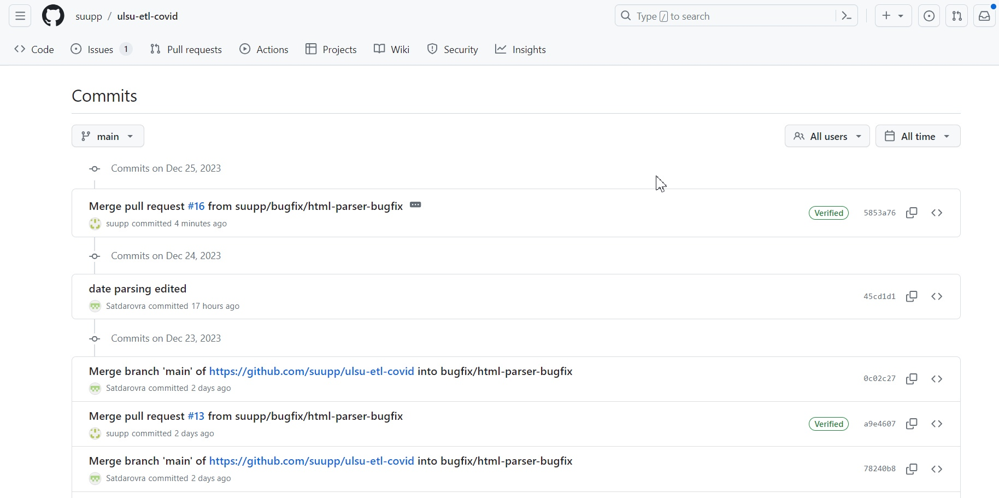 suupp / ulsu-etl-covid
Type / to search
Code
Issues 1
Pull requests
Actions
Projects
Wiki
Security
Insights
Commits
main
All users
All time
Commits on Dec 25, 2023
Merge pull request #16 from suupp/bugfix/html-parser-bugfix
suupp committed 4 minutes ago
Verified
5853a76
Commits on Dec 24, 2023
date parsing edited
Satdarovra committed 17 hours ago
45cd1d1
Commits on Dec 23, 2023
Merge branch 'main' of https://github.com/suupp/ulsu-etl-covid into bugfix/html-parser-bugfix
Satdarovra committed 2 days ago
0c02c27
Merge pull request #13 from suupp/bugfix/html-parser-bugfix
suupp committed 2 days ago
Verified
a9e4607
Merge branch 'main' of https://github.com/suupp/ulsu-etl-covid into bugfix/html-parser-bugfix
Satdarovra committed 2 days ago
78240b8